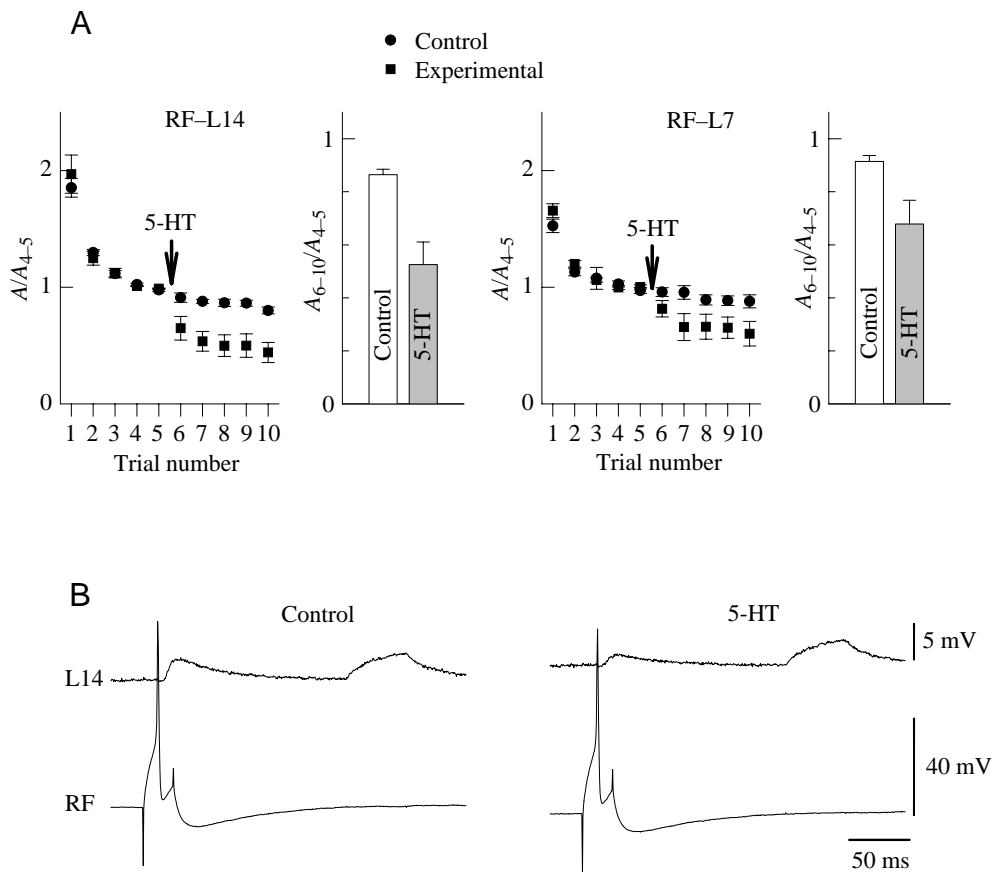 A
Control
Experimental
RF–L14
RF–L7
2
1
0
A/A4–5
5-HT
1 2 3 4 5 6 7 8 9 10
Trial number
1
0
A6–10/A4–5
Control
5-HT
2
1
0
A/A4–5
5-HT
1 2 3 4 5 6 7 8 9 10
Trial number
1
0
A6–10/A4–5
Control
5-HT
B
Control
5-HT
5 mV
L14
40 mV
RF
50 ms